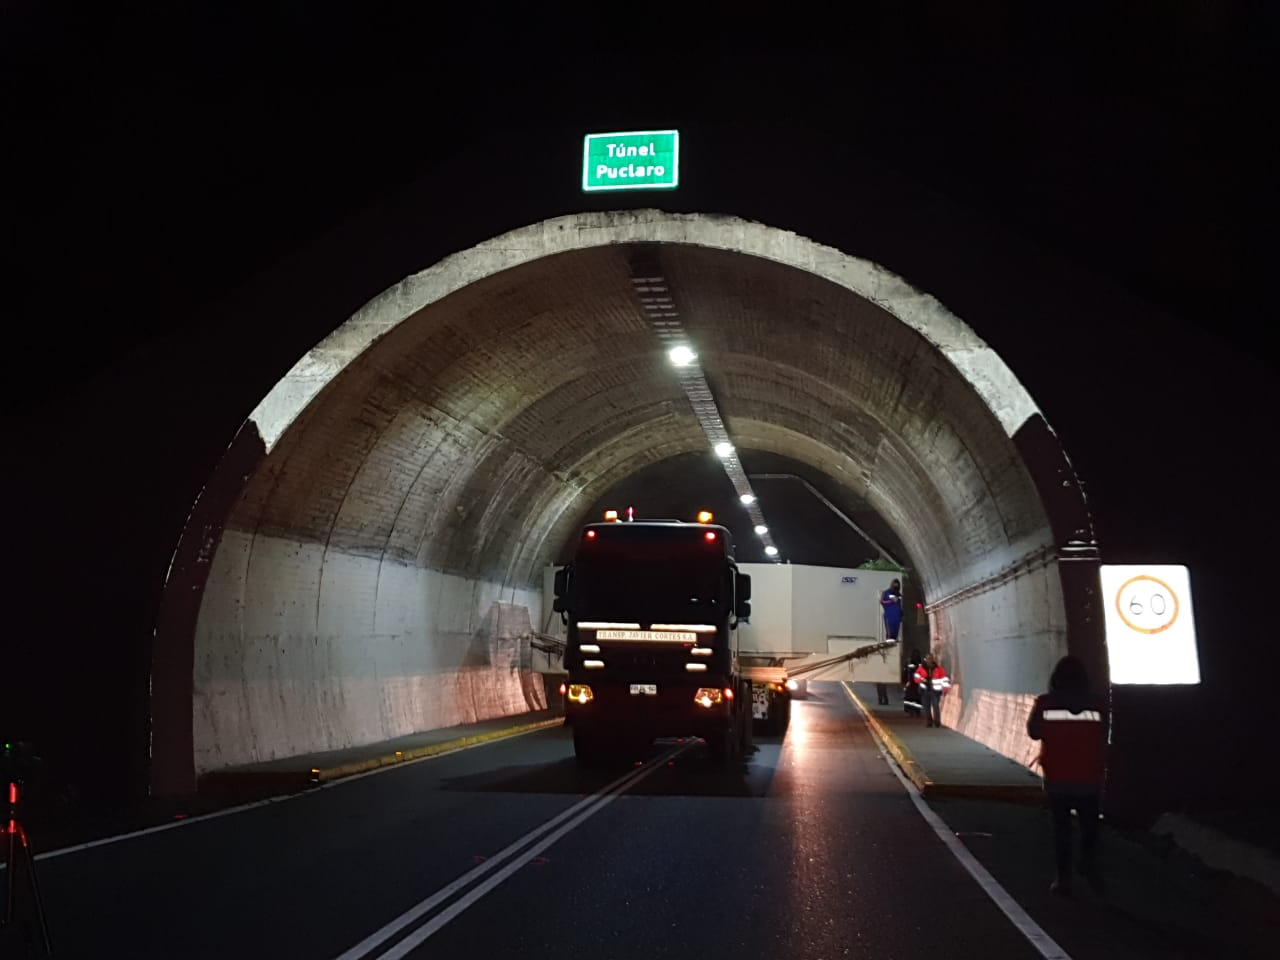 Túnel
Puclaro
TRANSP. JAVIER CORTES S.A.
60